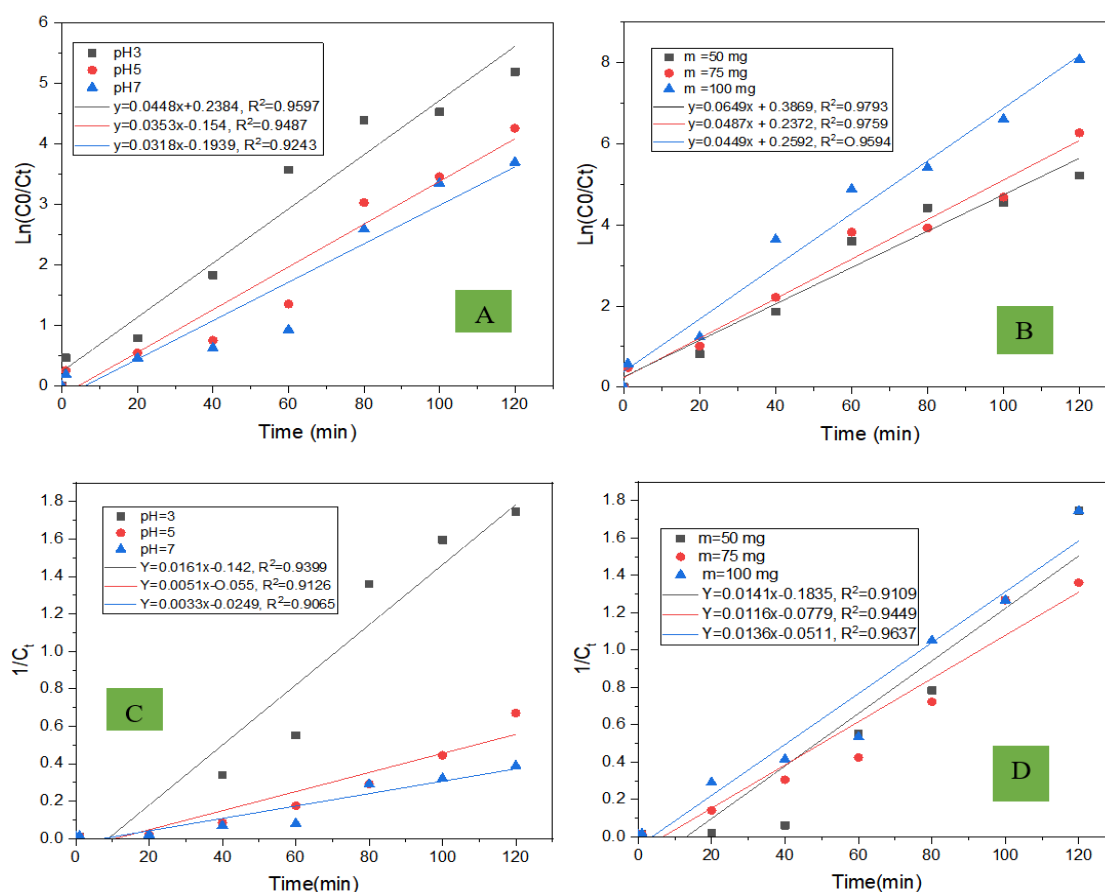 6
5
4
3
2
1
0
Ln(C0/Ct)
pH3
pH5
pH7
y=0.0448x+0.2384, R²=0.9597
y=0.0353x-0.154, R²=0.9487
y=0.0318x-0.1939, R²=0.9243
A
0 20 40 60 80 100 120
Time (min)
8
6
4
2
0
Ln(C0/Ct)
m =50 mg
m =75 mg
m =100 mg
y=0.0649x + 0.3869, R²=0.9793
y=0.0487x + 0.2372, R²=0.9759
y=0.0449x + 0.2592, R²=O.9594
B
0 20 40 60 80 100 120
Time (min)
1.8
1.6
1.4
1.2
1.0
0.8
0.6
0.4
0.2
0.0
1/Cₜ
pH=3
pH=5
pH=7
Y=0.0161x-0.142, R²=0.9399
Y=0.0051x-O.055, R²=0.9126
Y=0.0033x-0.0249, R²=0.9065
C
0 20 40 60 80 100 120
Time(min)
1.8
1.6
1.4
1.2
1.0
0.8
0.6
0.4
0.2
0.0
1/Cₜ
m=50 mg
m=75 mg
m=100 mg
Y=0.0141x-0.1835, R²=0.9109
Y=0.0116x-0.0779, R²=0.9449
Y=0.0136x-0.0511, R²=0.9637
D
0 20 40 60 80 100 120
Time(min)